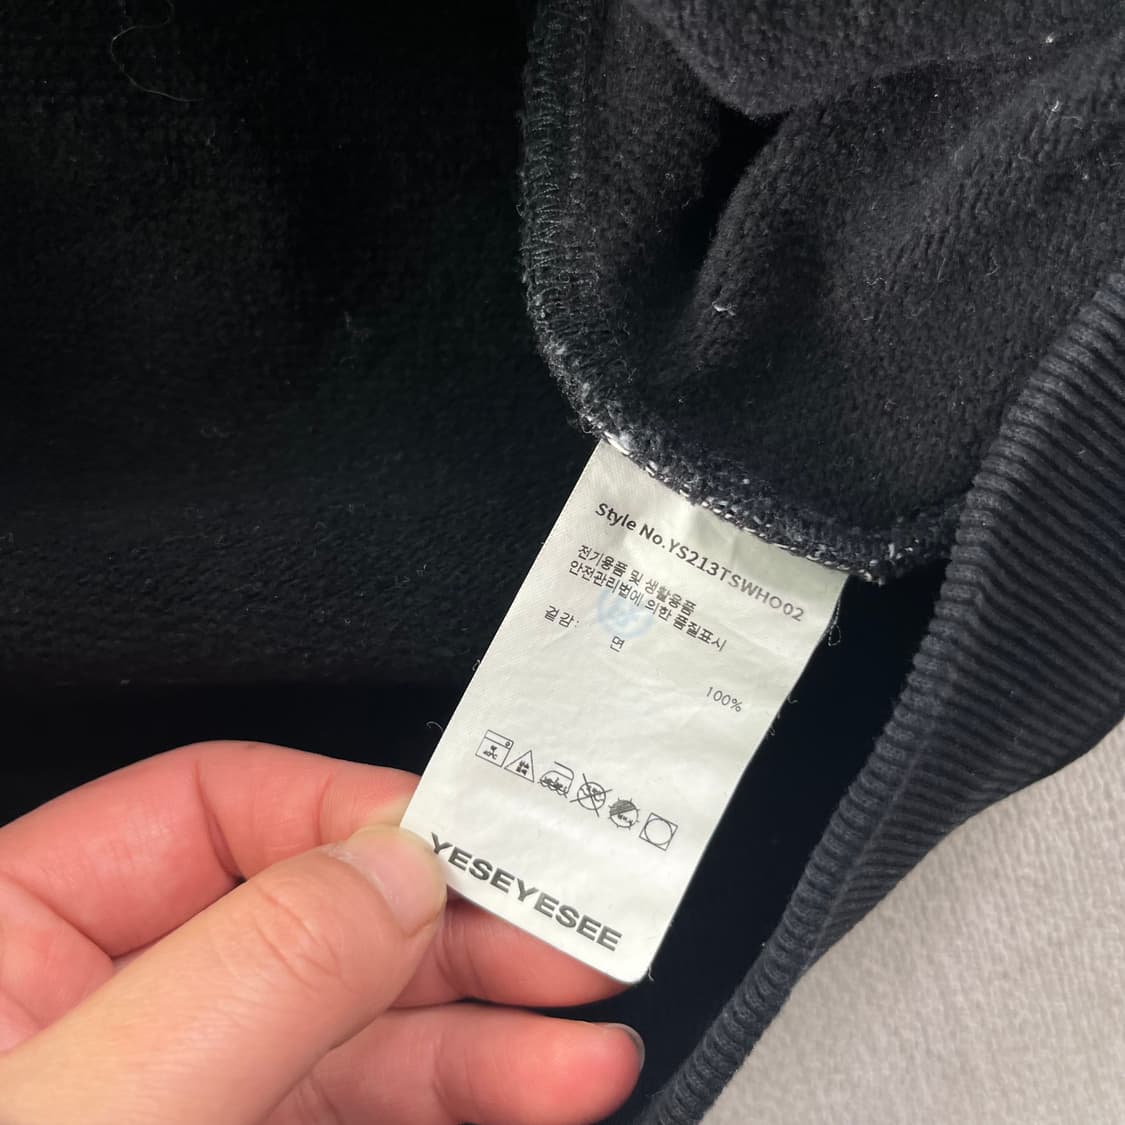 Style No.YS213TSWHO02
전기용품 및 생활용품
안전관리법에 의한 품질표시
겉감:
면
100%
YESEYESEE